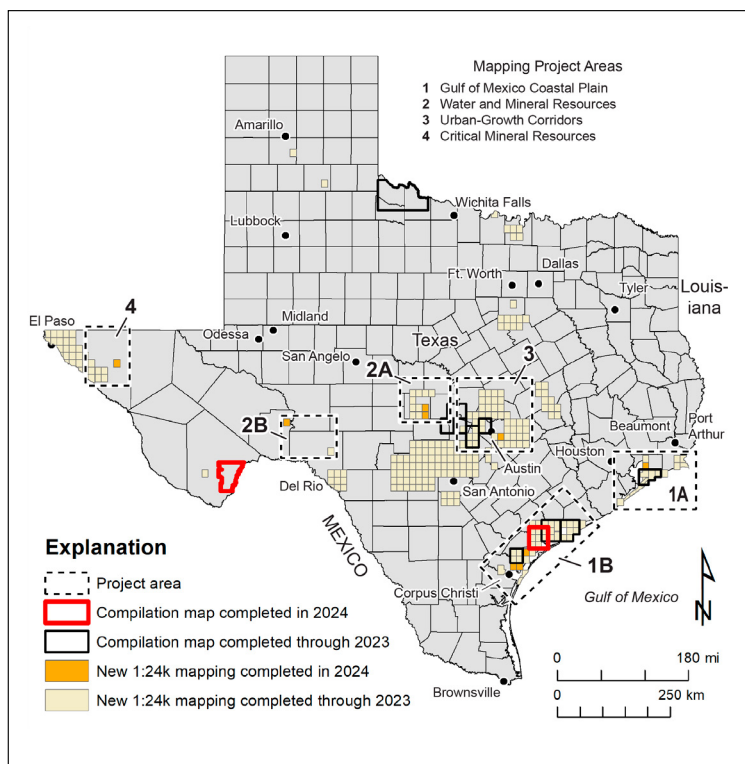 Mapping Project Areas
1 Gulf of Mexico Coastal Plain
2 Water and Mineral Resources
3 Urban-Growth Corridors
4 Critical Mineral Resources
Amarillo
Wichita Falls
Lubbock
Dallas
Ft. Worth
Tyler
Louis-
iana
El Paso
4
Midland
Odessa
Texas
San Angelo
2A
3
2B
Beaumont
Port
Arthur
Houston
Austin
Del Rio
San Antonio
1A
MEXICO
Explanation
Project area
Compilation map completed in 2024
Compilation map completed through 2023
New 1:24k mapping completed in 2024
New 1:24k mapping completed through 2023
1B
Corpus Christi
Gulf of Mexico
N
Brownsville
0 180 mi
0 250 km